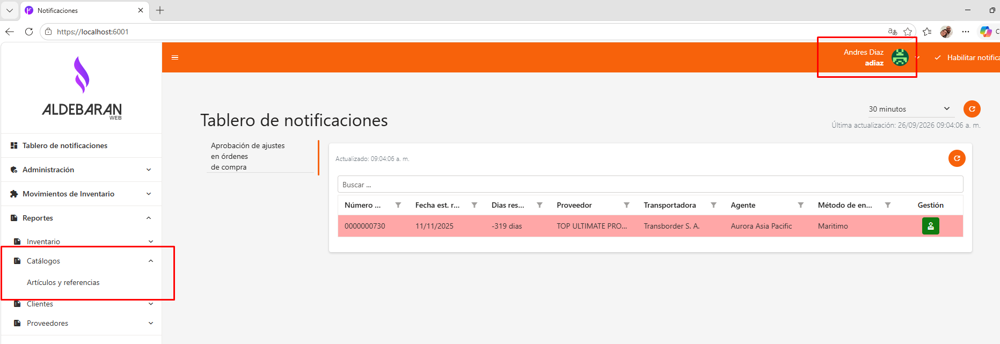 Notificaciones
https://localhost:6001
Andres Diaz
adiaz
Habilitar notifica
ALDEBARAN
WEB
Tablero de notificaciones
Administración
Movimientos de Inventario
Reportes
Inventario
Catálogos
Artículos y referencias
Clientes
Proveedores
Tablero de notificaciones
30 minutos
Última actualización: 26/09/2026 09:04:06 a. m.
Aprobación de ajustes
en órdenes
de compra
Actualizado: 09:04:06 a. m.
Buscar ...
Número ... Fecha est. r... Dias res... Proveedor Transportadora Agente Método de en... Gestión
0000000730 11/11/2025 -319 dias TOP ULTIMATE PRO... Transborder S. A. Aurora Asia Pacific Maritimo